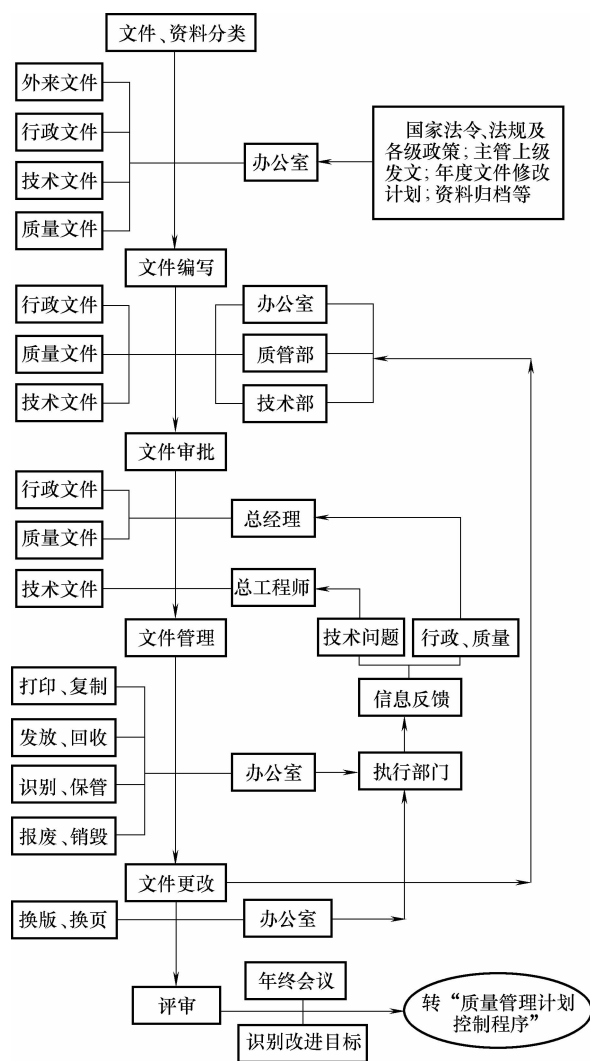 文件、资料分类
外来文件
行政文件
技术文件
质量文件
办公室
国家法令、法规及
各级政策；主管上级
发文；年度文件修改
计划；资料归档等
文件编写
行政文件
质量文件
技术文件
办公室
质管部
技术部
文件审批
行政文件
质量文件
总经理
技术文件
总工程师
文件管理
技术问题
行政、质量
信息反馈
打印、复制
发放、回收
识别、保管
报废、销毁
办公室
执行部门
文件更改
换版、换页
办公室
评审
年终会议
识别改进目标
转“质量管理计划
控制程序”